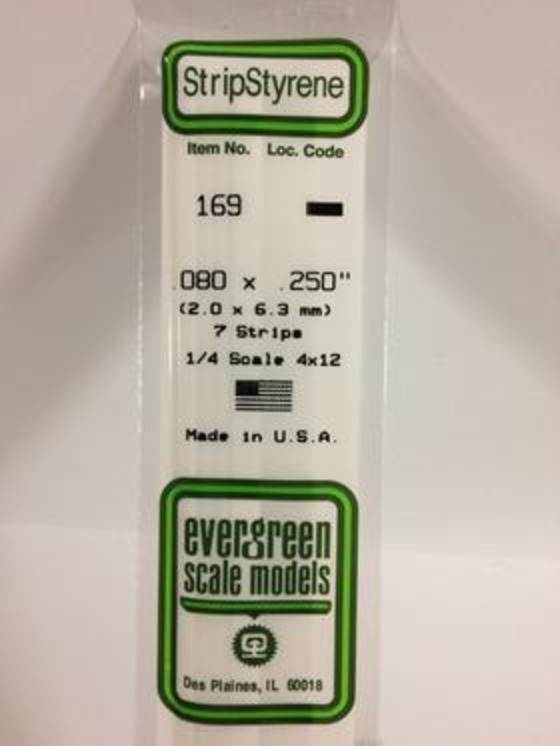 StripStyrene
Item No. Loc. Code
169
.080 x .250"
(2.0 x 6.3 mm)
7 Strips
1/4 Scale 4x12
Made in U.S.A.
evergreen
scale models
Des Plaines, IL 60018